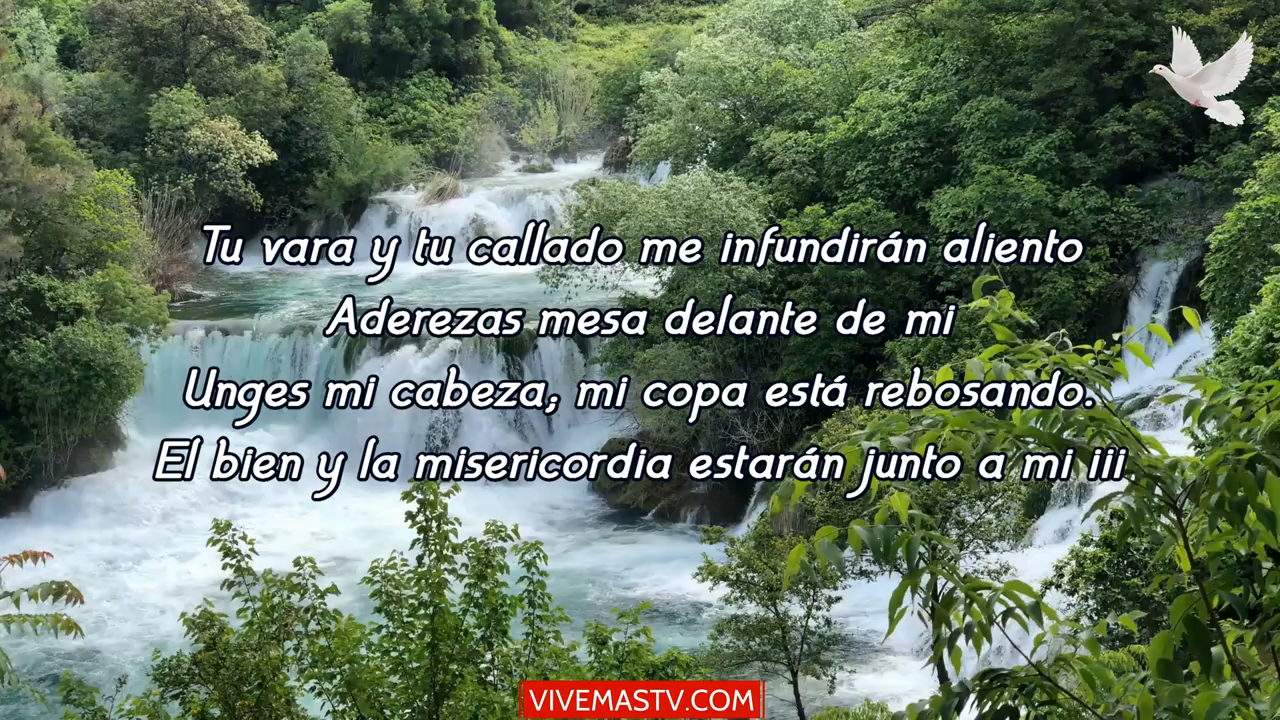 Tu vara y tu callado me infundirán aliento
Aderezas mesa delante de mi
Unges mi cabeza, mi copa está rebosando.
El bien y la misericordia estarán junto a mi iii
VIVEMASTV.COM